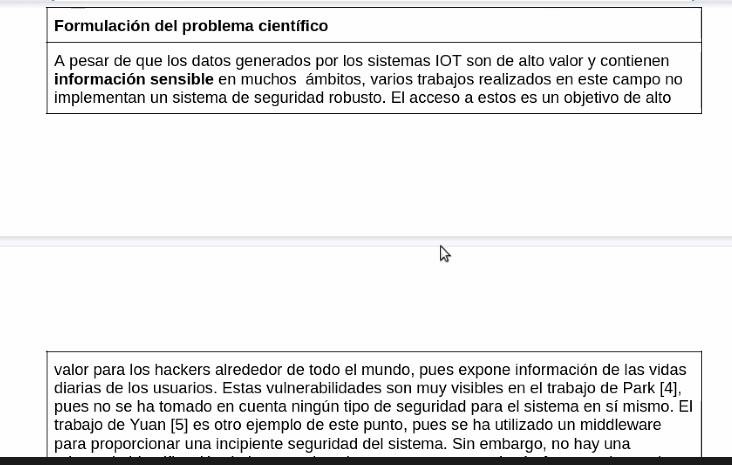 Formulación del problema científico
A pesar de que los datos generados por los sistemas IOT son de alto valor y contienen
información sensible en muchos ámbitos, varios trabajos realizados en este campo no
implementan un sistema de seguridad robusto. El acceso a estos es un objetivo de alto
valor para los hackers alrededor de todo el mundo, pues expone información de las vidas
diarias de los usuarios. Estas vulnerabilidades son muy visibles en el trabajo de Park [4],
pues no se ha tomado en cuenta ningún tipo de seguridad para el sistema en sí mismo. El
trabajo de Yuan [5] es otro ejemplo de este punto, pues se ha utilizado un middleware
para proporcionar una incipiente seguridad del sistema. Sin embargo, no hay una